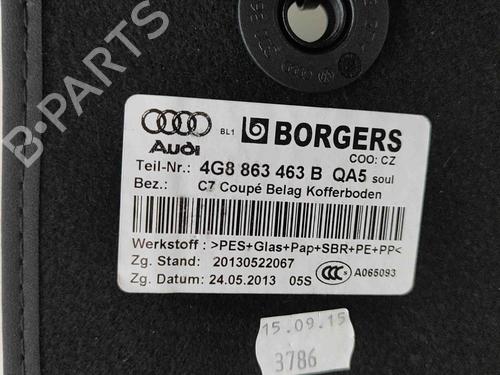 BL1
BORGERS
Audi
COO: CZ
Teil-Nr.: 4G8 863 463 B QA5 soul
Bez.: C7 Coupé Belag Kofferboden
Werkstoff : >PES+Glas+Pap+SBR+PE+PP<
Zg. Stand: 20130522067
Zg. Datum: 24.05.2013 05S
CCC A065093
15.09.15
3786
B-PARTS